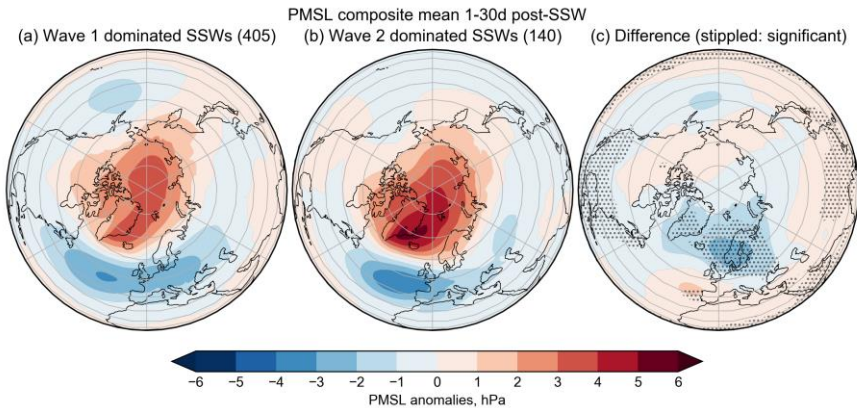 PMSL composite mean 1-30d post-SSW
(a) Wave 1 dominated SSWs (405)
(b) Wave 2 dominated SSWs (140)
(c) Difference (stippled: significant)
−6 −5 −4 −3 −2 −1 0 1 2 3 4 5 6
PMSL anomalies, hPa